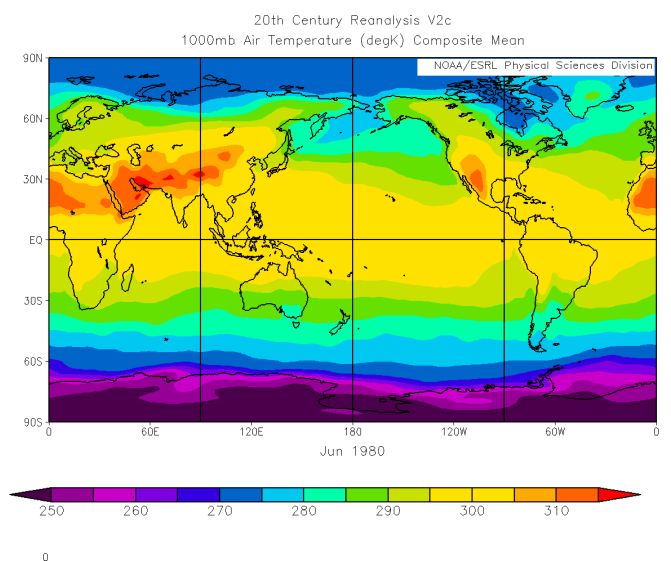 20th Century Reanalysis V2c
1000mb Air Temperature (degK) Composite Mean
NOAA/ESRL Physical Sciences Division
90N
60N
30N
EQ
30S
60S
90S
0 60E 120E 180 120W 60W 0
Jun 1980
250 260 270 280 290 300 310
0